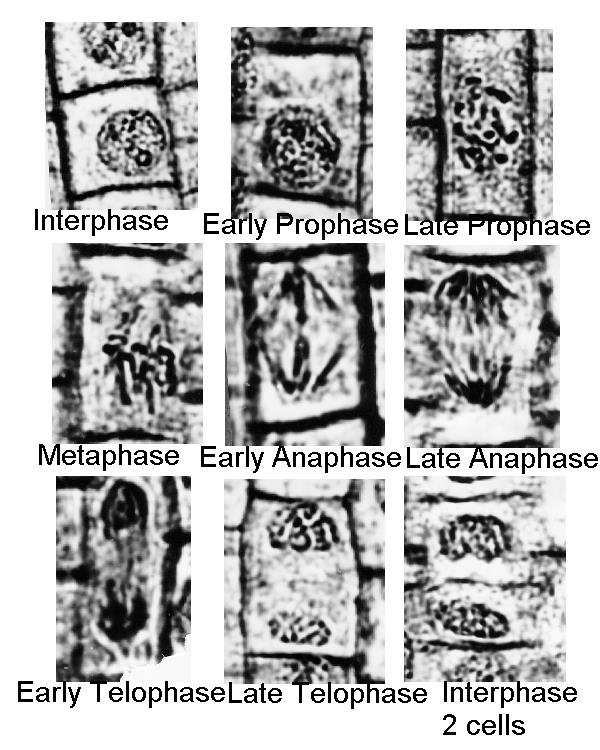 Interphase
Early Prophase
Late Prophase
Metaphase
Early Anaphase
Late Anaphase
Early Telophase
Late Telophase
Interphase
2 cells